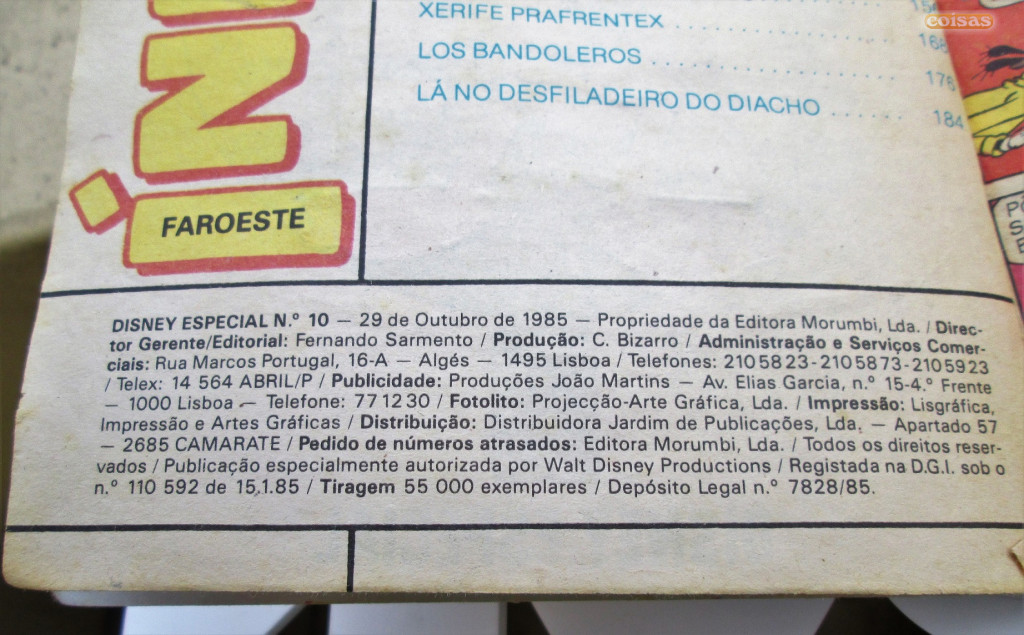 coisas
XERIFE PRAFRENTEX
168
LOS BANDOLEROS
176
LÁ NO DESFILADEIRO DO DIACHO
184
FAROESTE
DISNEY ESPECIAL N.º 10 — 29 de Outubro de 1985 — Propriedade da Editora Morumbi, Lda. / Direc-
tor Gerente/Editorial: Fernando Sarmento / Produção: C. Bizarro / Administração e Serviços Comer-
ciais: Rua Marcos Portugal, 16-A — Algés — 1495 Lisboa / Telefones: 2105823-2105873-2105923
/ Telex: 14 564 ABRIL/P / Publicidade: Produções João Martins — Av. Elias Garcia, n.º 15-4.º Frente
— 1000 Lisboa — Telefone: 771230 / Fotolito: Projecção-Arte Gráfica, Lda. / Impressão: Lisgráfica,
Impressão e Artes Gráficas / Distribuição: Distribuidora Jardim de Publicações, Lda. — Apartado 57
— 2685 CAMARATE / Pedido de números atrasados: Editora Morumbi, Lda. / Todos os direitos reser-
vados / Publicação especialmente autorizada por Walt Disney Productions / Registada na D.G.I. sob o
n.º 110 592 de 15.1.85 / Tiragem 55 000 exemplares / Depósito Legal n.º 7828/85.